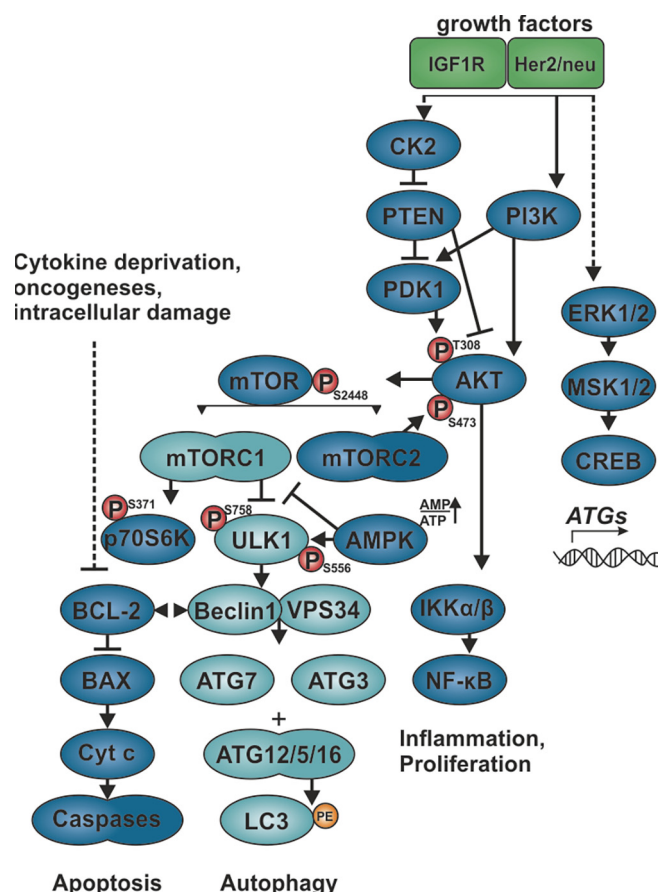 growth factors
IGF1R
Her2/neu
CK2
PTEN
PI3K
Cytokine deprivation,
oncogeneses,
intracellular damage
PDK1
ERK1/2
P T308
mTOR
P S2448
AKT
MSK1/2
P S473
mTORC1
mTORC2
CREB
P S371
P S758
AMP
ATP
p70S6K
ULK1
AMPK
ATGs
P S556
BCL-2
Beclin1
VPS34
IKKα/β
BAX
ATG7
ATG3
NF-κB
+
Cyt c
ATG12/5/16
Inflammation,
Proliferation
Caspases
LC3
PE
Apoptosis
Autophagy